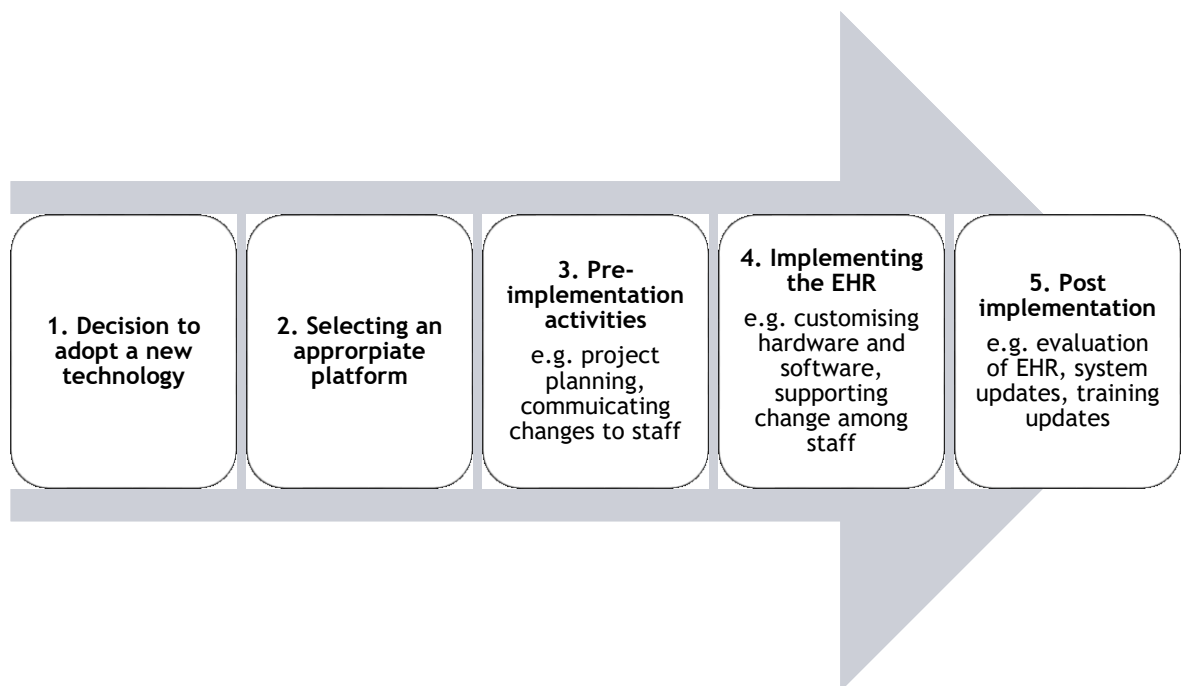 1. Decision to
adopt a new
technology
2. Selecting an
approrpiate
platform
3. Pre-
implementation
activities
e.g. project
planning,
commuicating
changes to staff
4. Implementing
the EHR
e.g. customising
hardware and
software,
supporting
change among
staff
5. Post
implementation
e.g. evaluation
of EHR, system
updates, training
updates